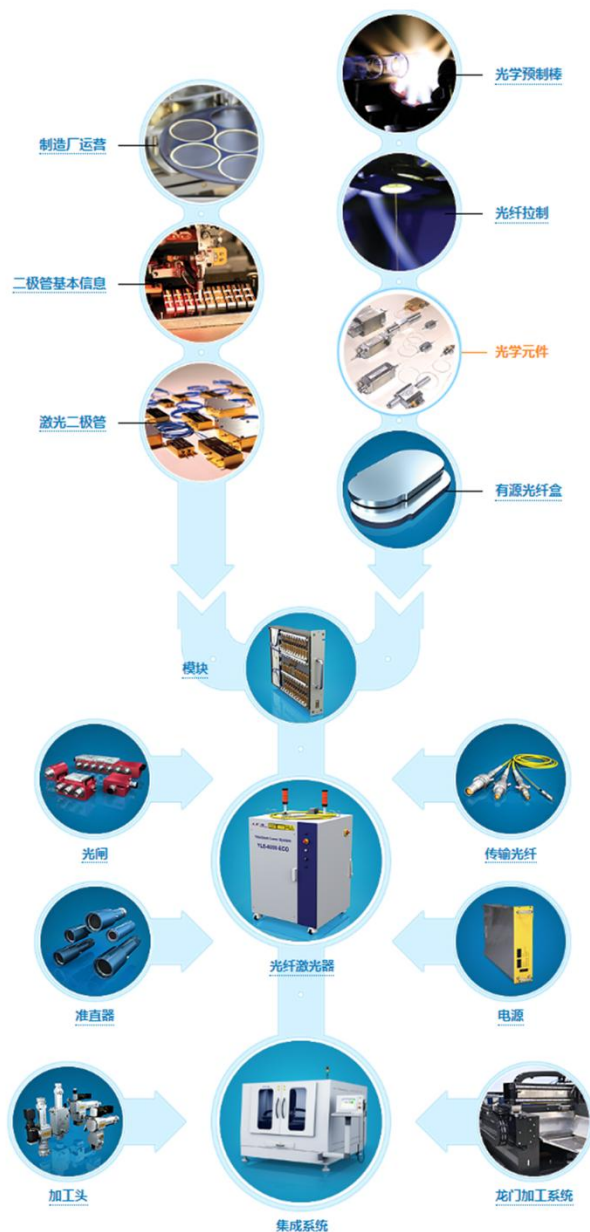 光学预制棒
制造厂运营
光纤拉制
二极管基本信息
光学元件
激光二极管
有源光纤盒
模块
光闸
传输光纤
YLS-6000-ECO
光纤激光器
准直器
电源
加工头
龙门加工系统
集成系统